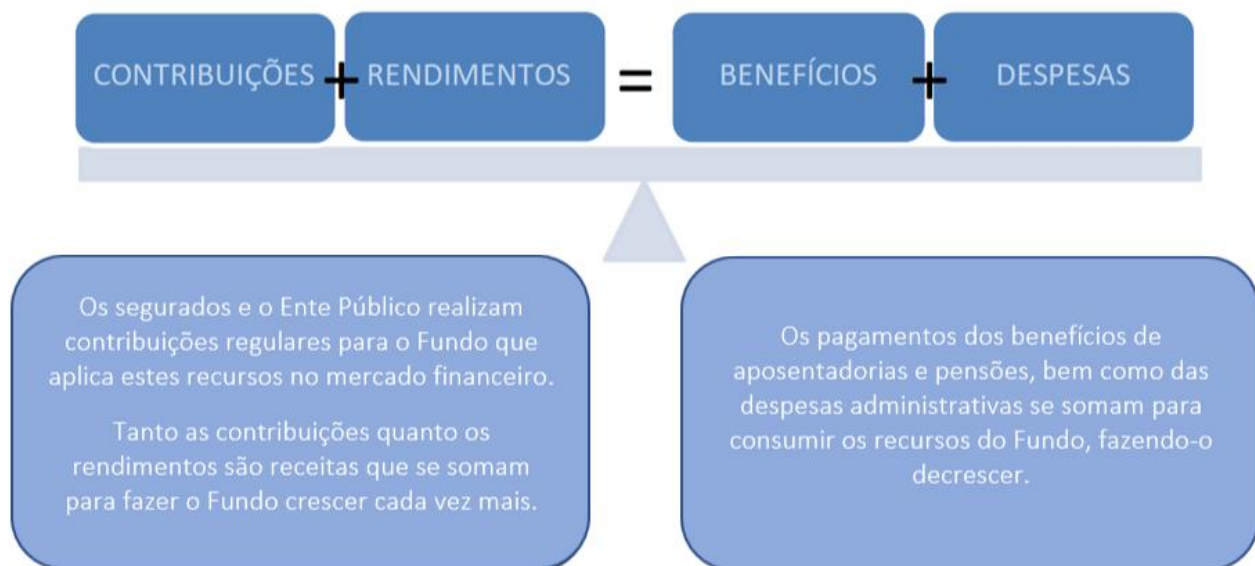 CONTRIBUIÇÕES + RENDIMENTOS = BENEFÍCIOS + DESPESAS
Os segurados e o Ente Público realizam
contribuições regulares para o Fundo que
aplica estes recursos no mercado financeiro.
Tanto as contribuições quanto os
rendimentos são receitas que se somam
para fazer o Fundo crescer cada vez mais.
Os pagamentos dos benefícios de
aposentadorias e pensões, bem como das
despesas administrativas se somam para
consumir os recursos do Fundo, fazendo-o
decrescer.